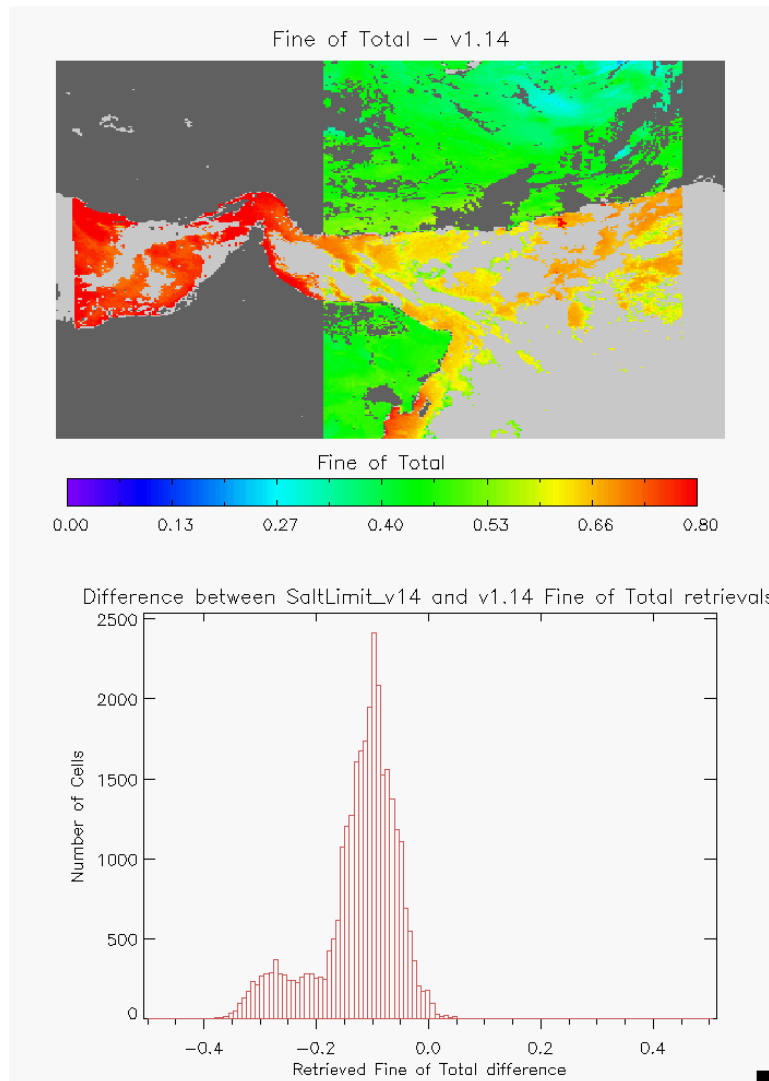 Fine of Total – v1.14
Fine of Total
0.00 0.13 0.27 0.40 0.53 0.66 0.80
Difference between SaltLimit_v14 and v1.14 Fine of Total retrievals
2500
2000
1500
1000
500
0
Number of Cells
-0.4 -0.2 0.0 0.2 0.4
Retrieved Fine of Total difference